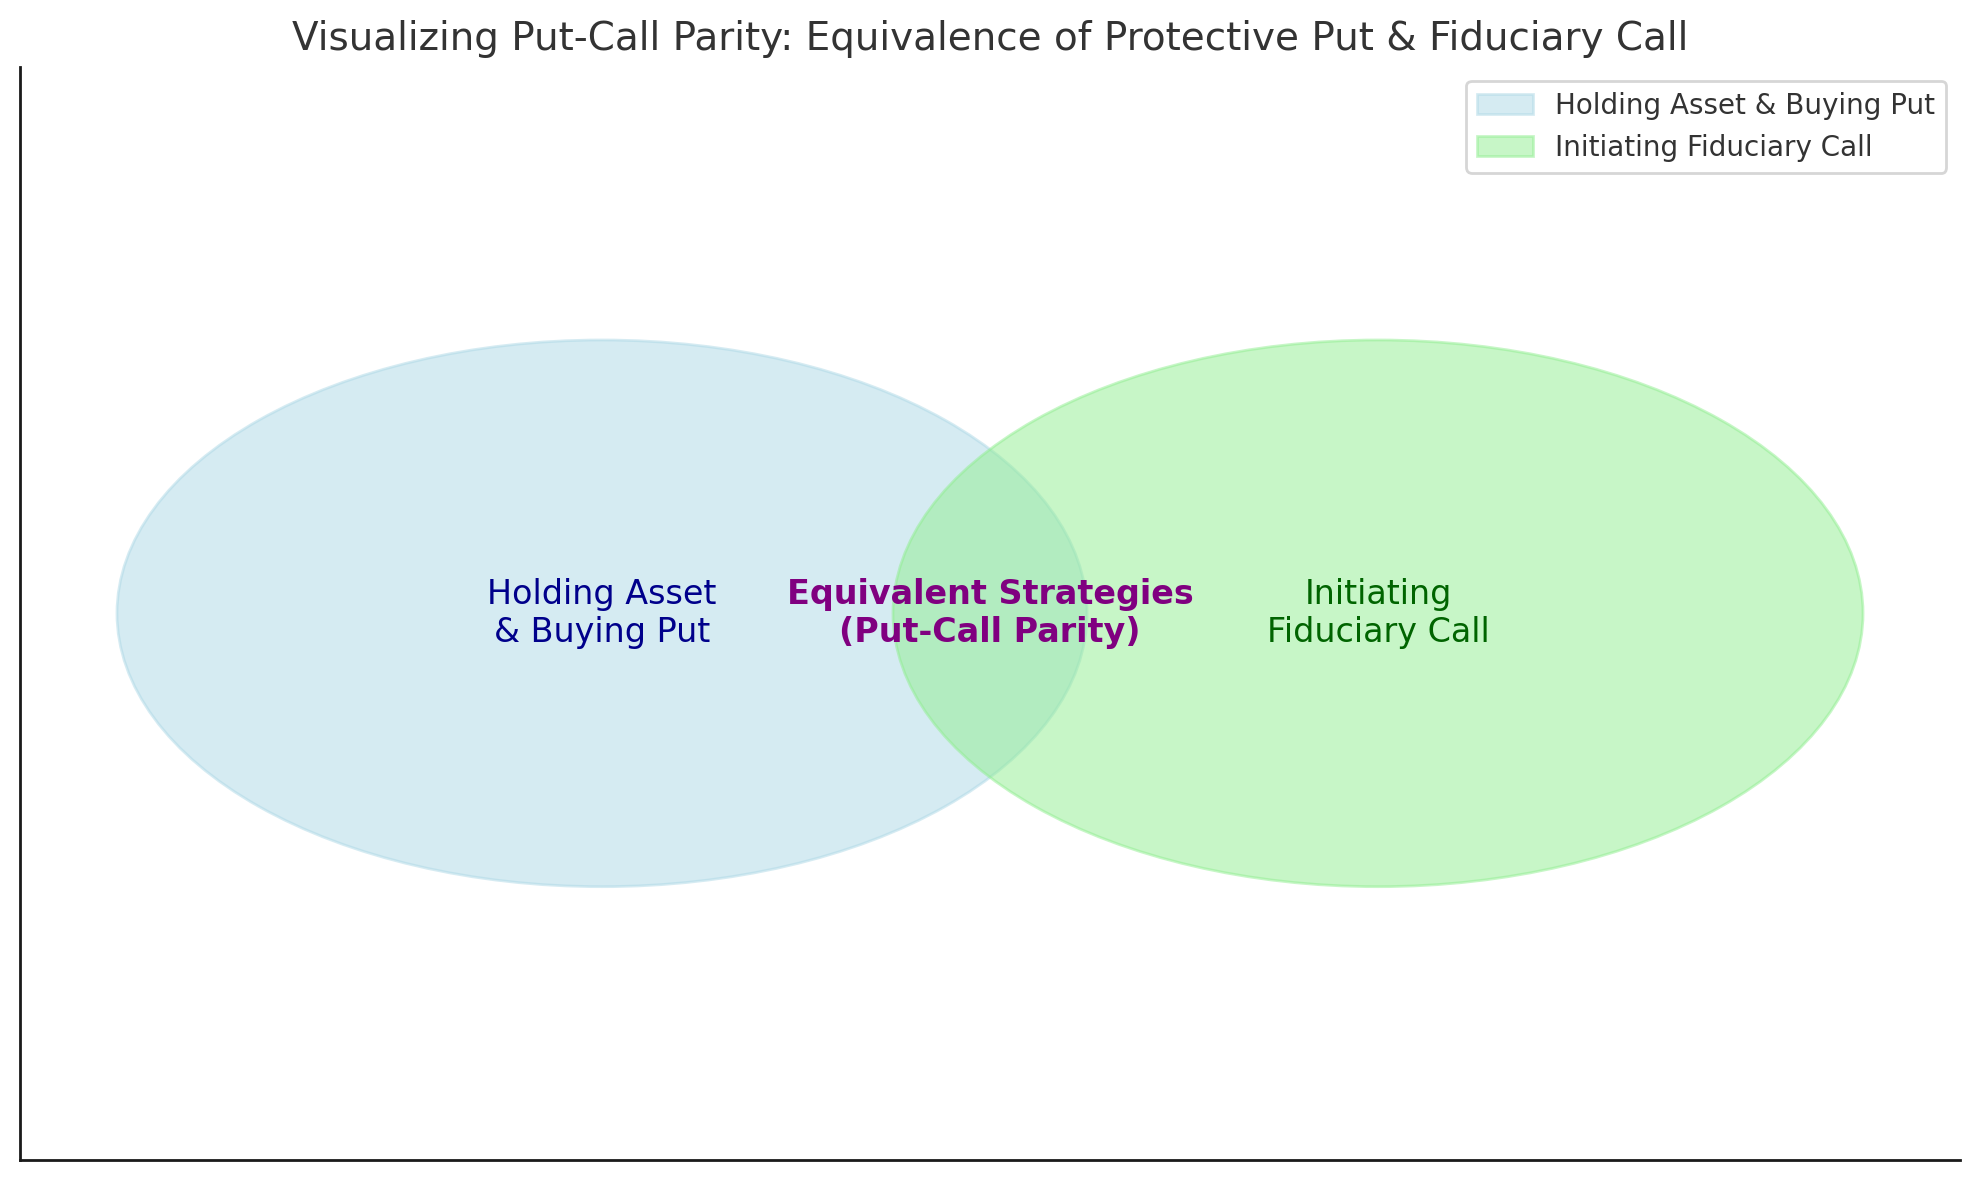 Visualizing Put-Call Parity: Equivalence of Protective Put & Fiduciary Call
Holding Asset & Buying Put
Initiating Fiduciary Call
Holding Asset
& Buying Put
Equivalent Strategies
(Put-Call Parity)
Initiating
Fiduciary Call